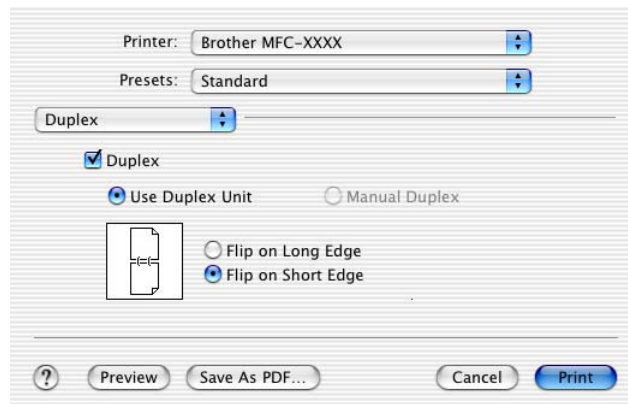 Printer: Brother MFC-XXXX
Presets: Standard
Duplex
Duplex
Use Duplex Unit Manual Duplex
Flip on Long Edge
Flip on Short Edge
? Preview Save As PDF... Cancel Print